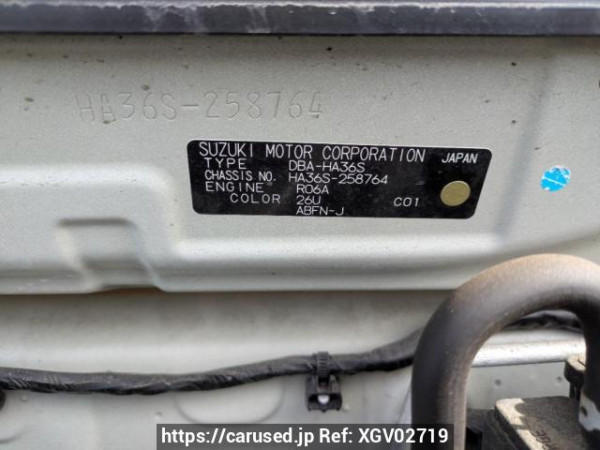 HA36S-258764
SUZUKI MOTOR CORPORATION JAPAN
TYPE DBA-HA36S
CHASSIS NO. HA36S-258764
ENGINE R06A
COLOR 26U C01
ABFN-J
https://carused.jp Ref: XGV02719